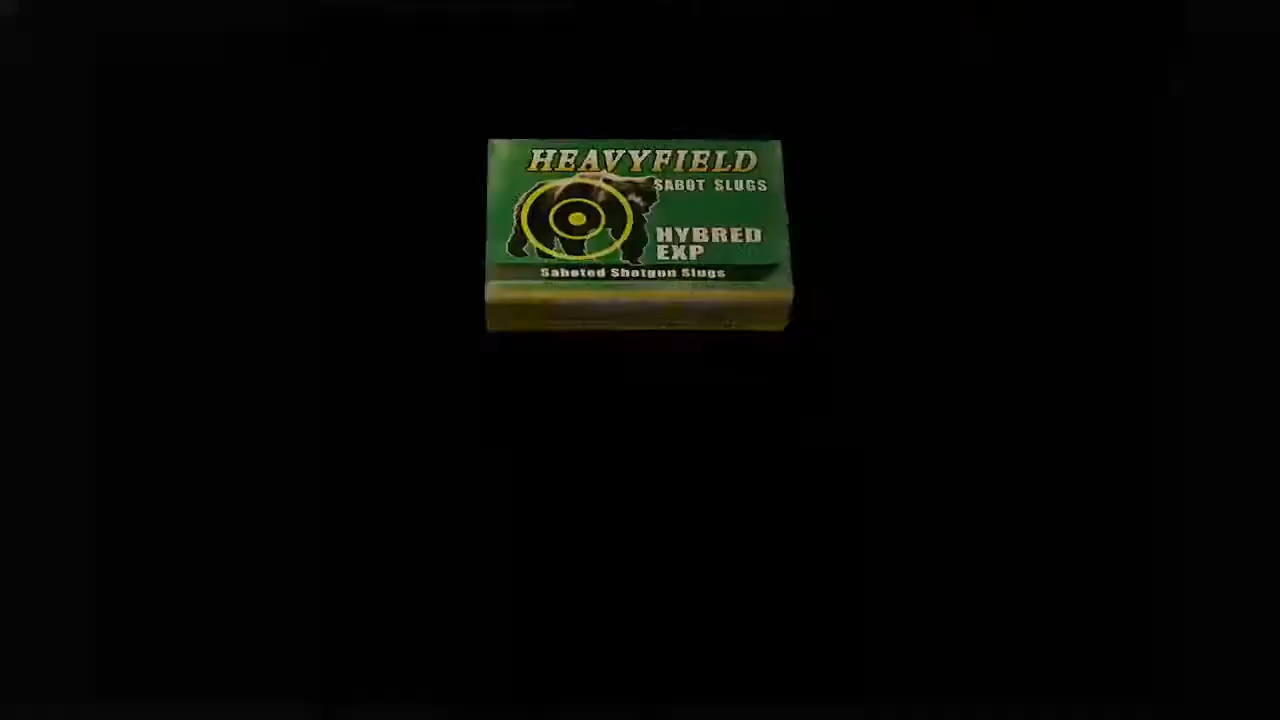 HEAVYFIELD
SABOT SLUGS
HYBRED
EXP
Saboted Shotgun Slugs